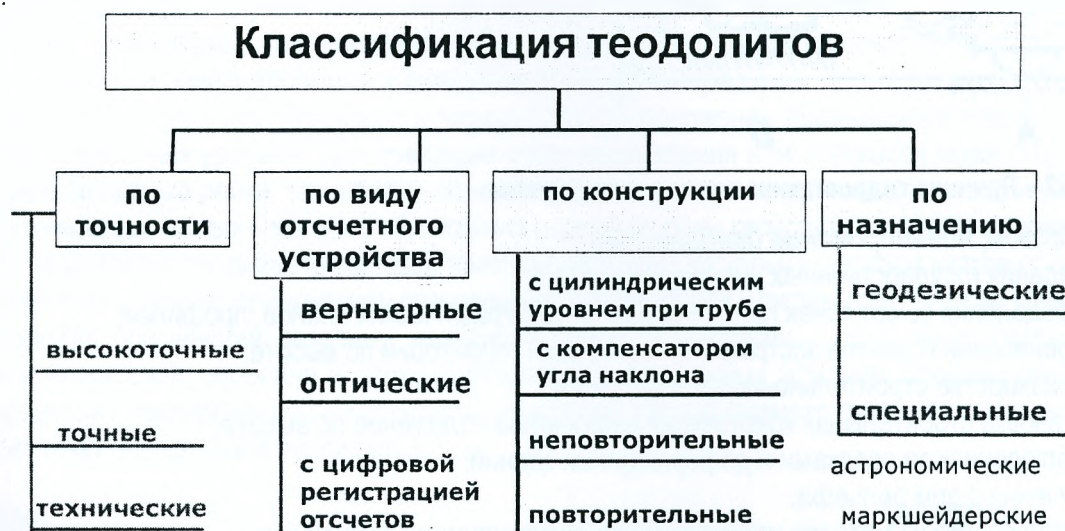 Классификация теодолитов
по
точности
высокоточные
точные
технические
по виду
отсчетного
устройства
верньерные
оптические
с цифровой
регистрацией
отсчетов
по конструкции
с цилиндрическим
уровнем при трубе
с компенсатором
угла наклона
неповторительные
повторительные
по
назначению
геодезические
специальные
астрономические
маркшейдерские